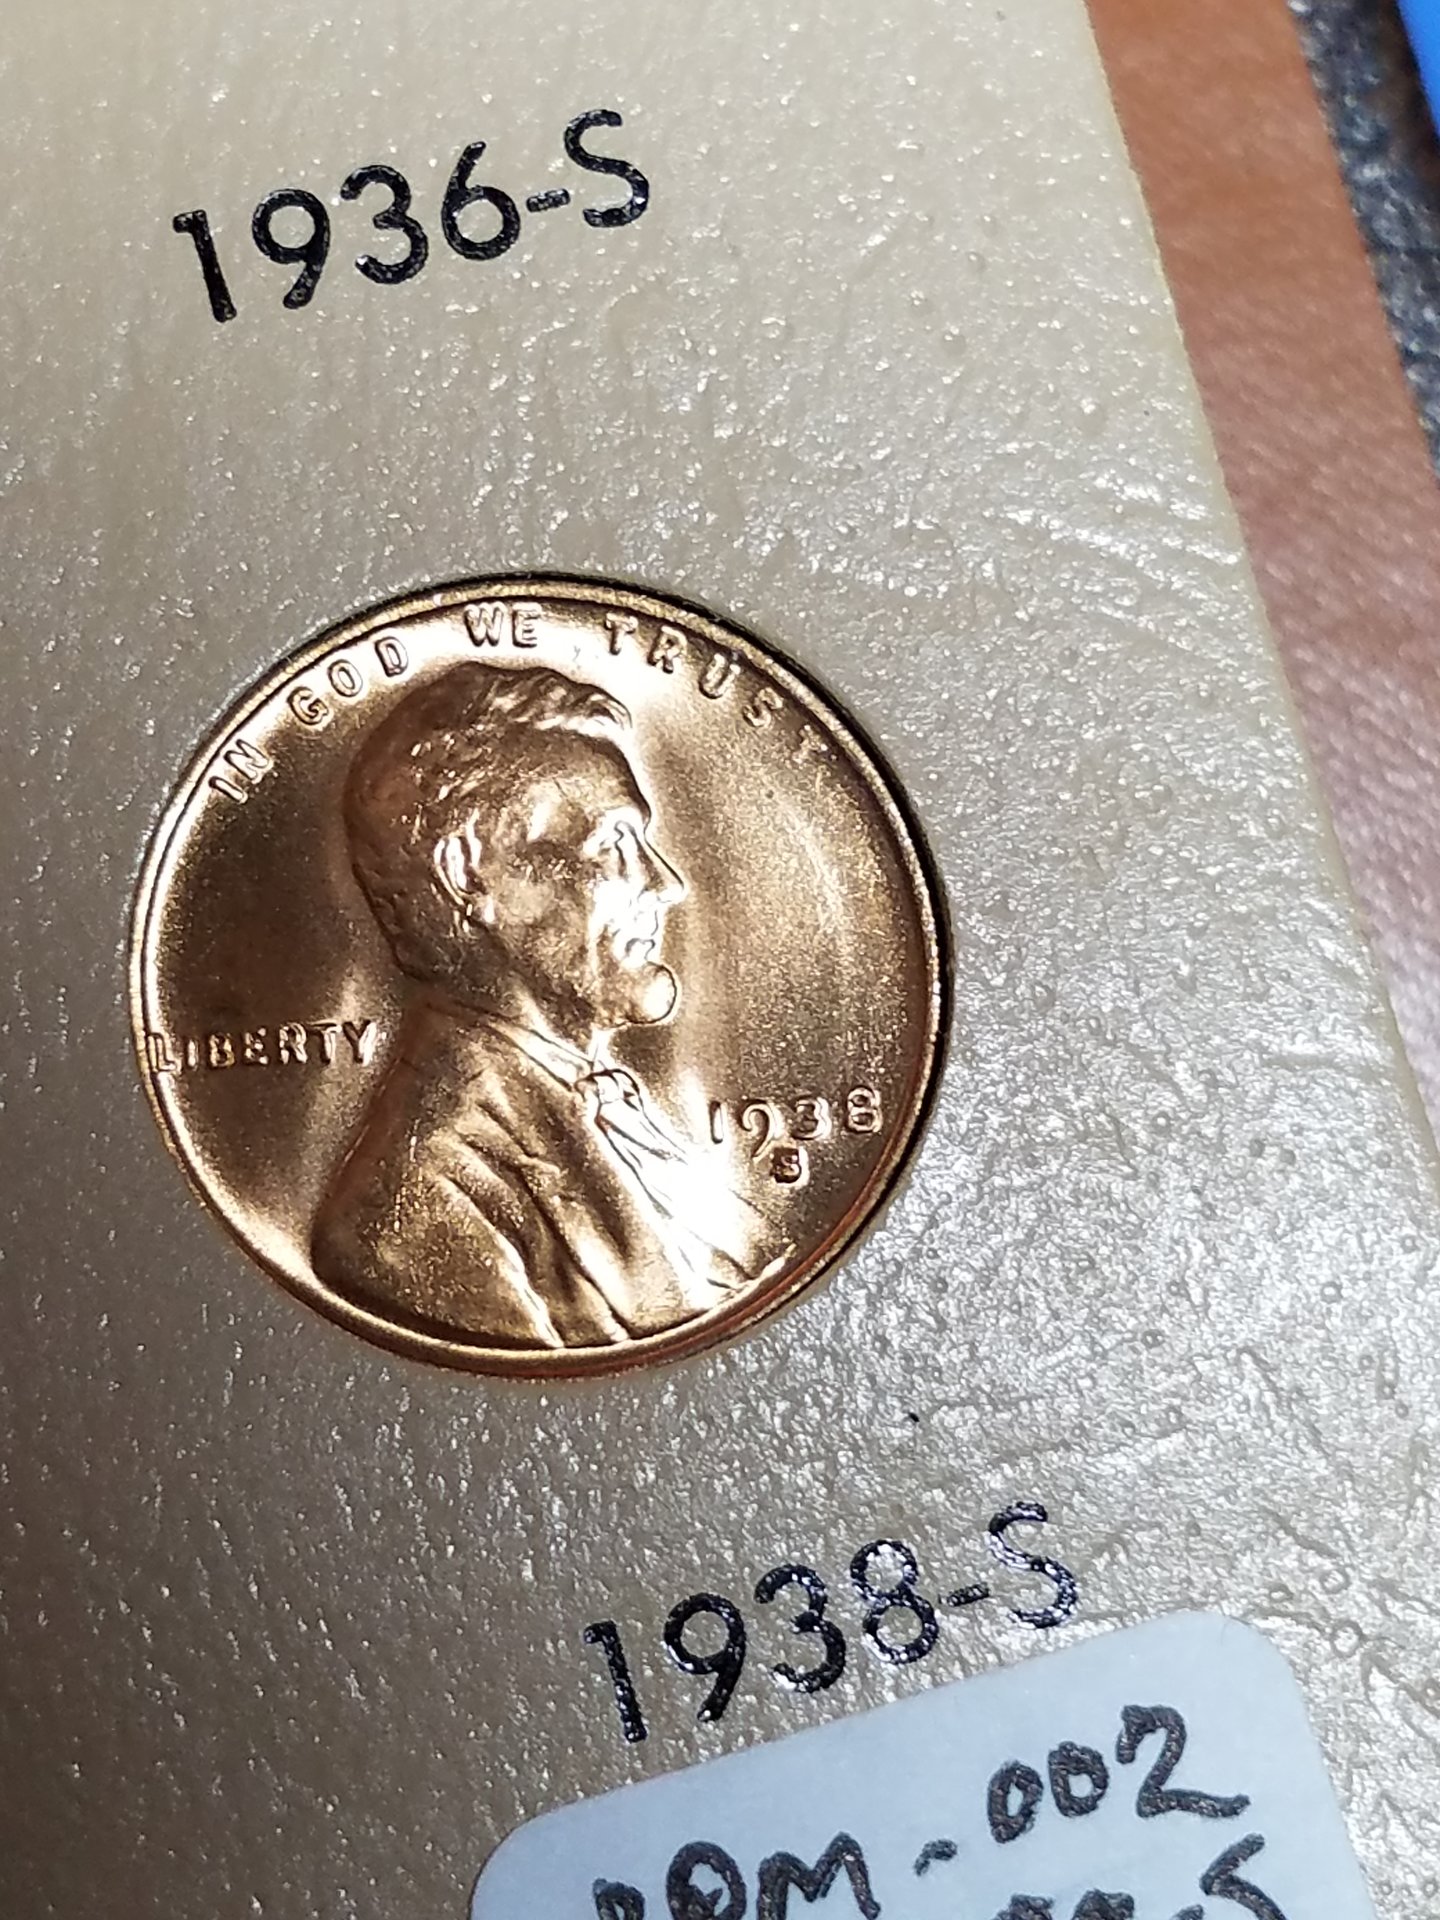 1936-S
IN GOD WE TRUST
LIBERTY
1938
S
1938-S
-002